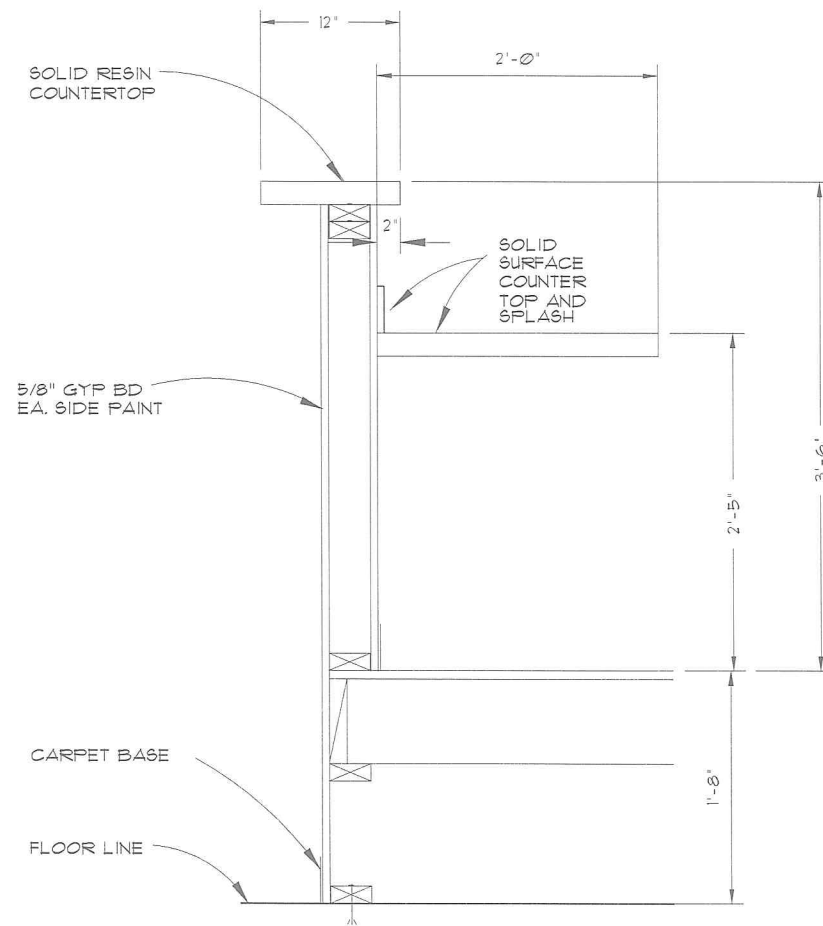 12"
2'-0"
SOLID RESIN
COUNTERTOP
2"
SOLID
SURFACE
COUNTER
TOP AND
SPLASH
5/8" GYP BD
EA. SIDE PAINT
3'-6'
2'-5"
CARPET BASE
1'-8"
FLOOR LINE